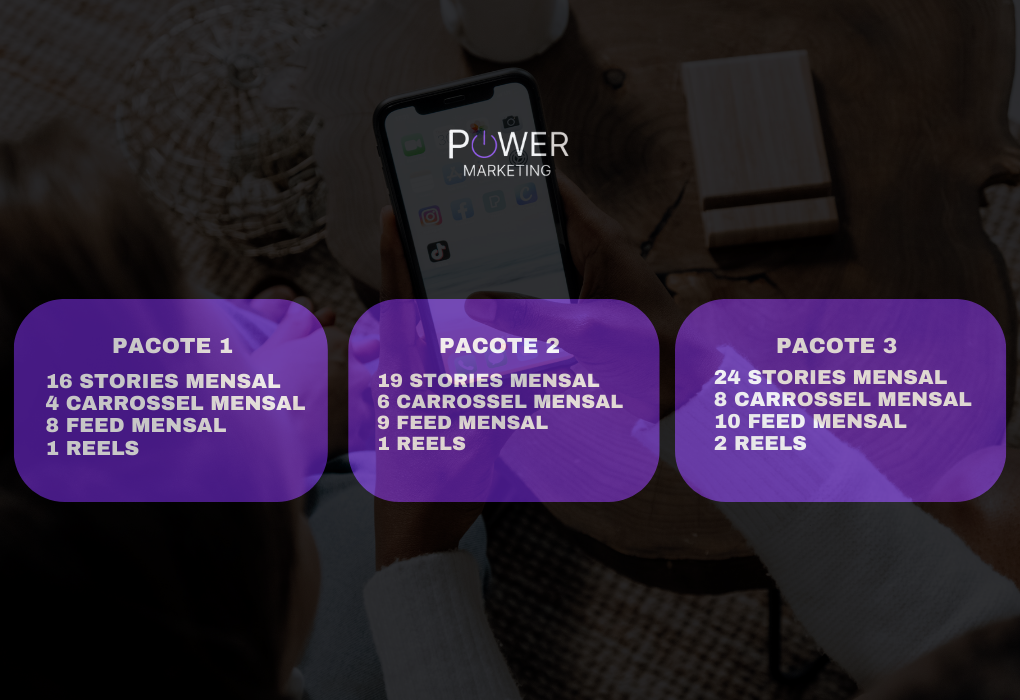 POWER
MARKETING
PACOTE 1
16 STORIES MENSAL
4 CARROSSEL MENSAL
8 FEED MENSAL
1 REELS
PACOTE 2
19 STORIES MENSAL
6 CARROSSEL MENSAL
9 FEED MENSAL
1 REELS
PACOTE 3
24 STORIES MENSAL
8 CARROSSEL MENSAL
10 FEED MENSAL
2 REELS